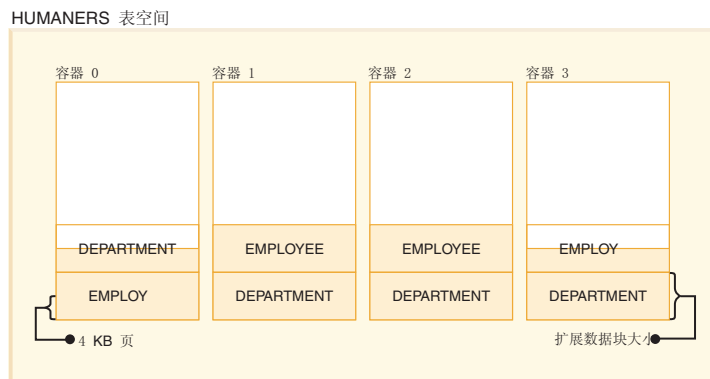 HUMANERS 表空间
容器 0 容器 1 容器 2 容器 3
DEPARTMENT EMPLOYEE EMPLOYEE EMPLOY
EMPLOY DEPARTMENT DEPARTMENT DEPARTMENT
4 KB 页 扩展数据块大小